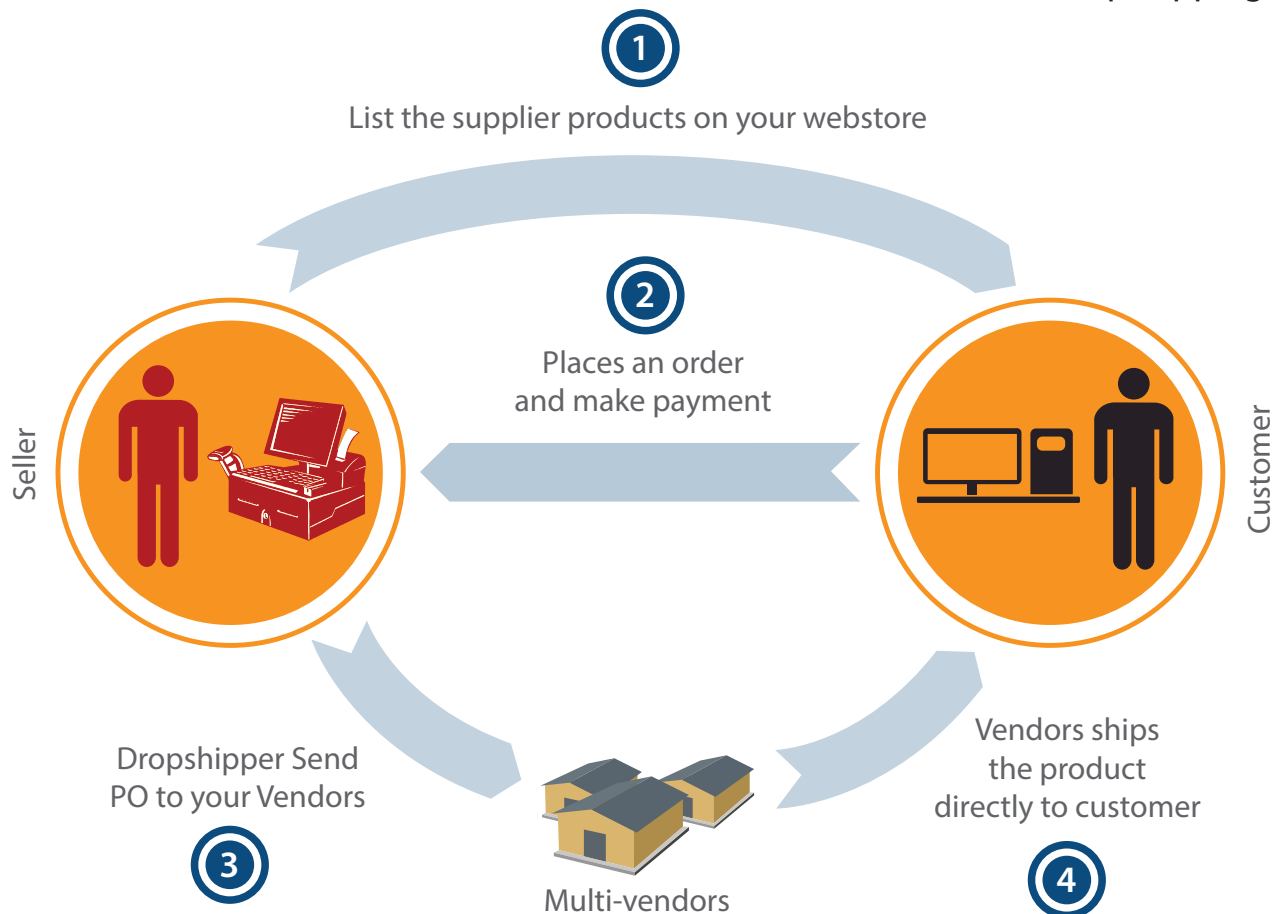 1
List the supplier products on your webstore
2
Places an order
and make payment
Seller
Customer
Dropshipper Send
PO to your Vendors
3
Multi-vendors
Vendors ships
the product
directly to customer
4